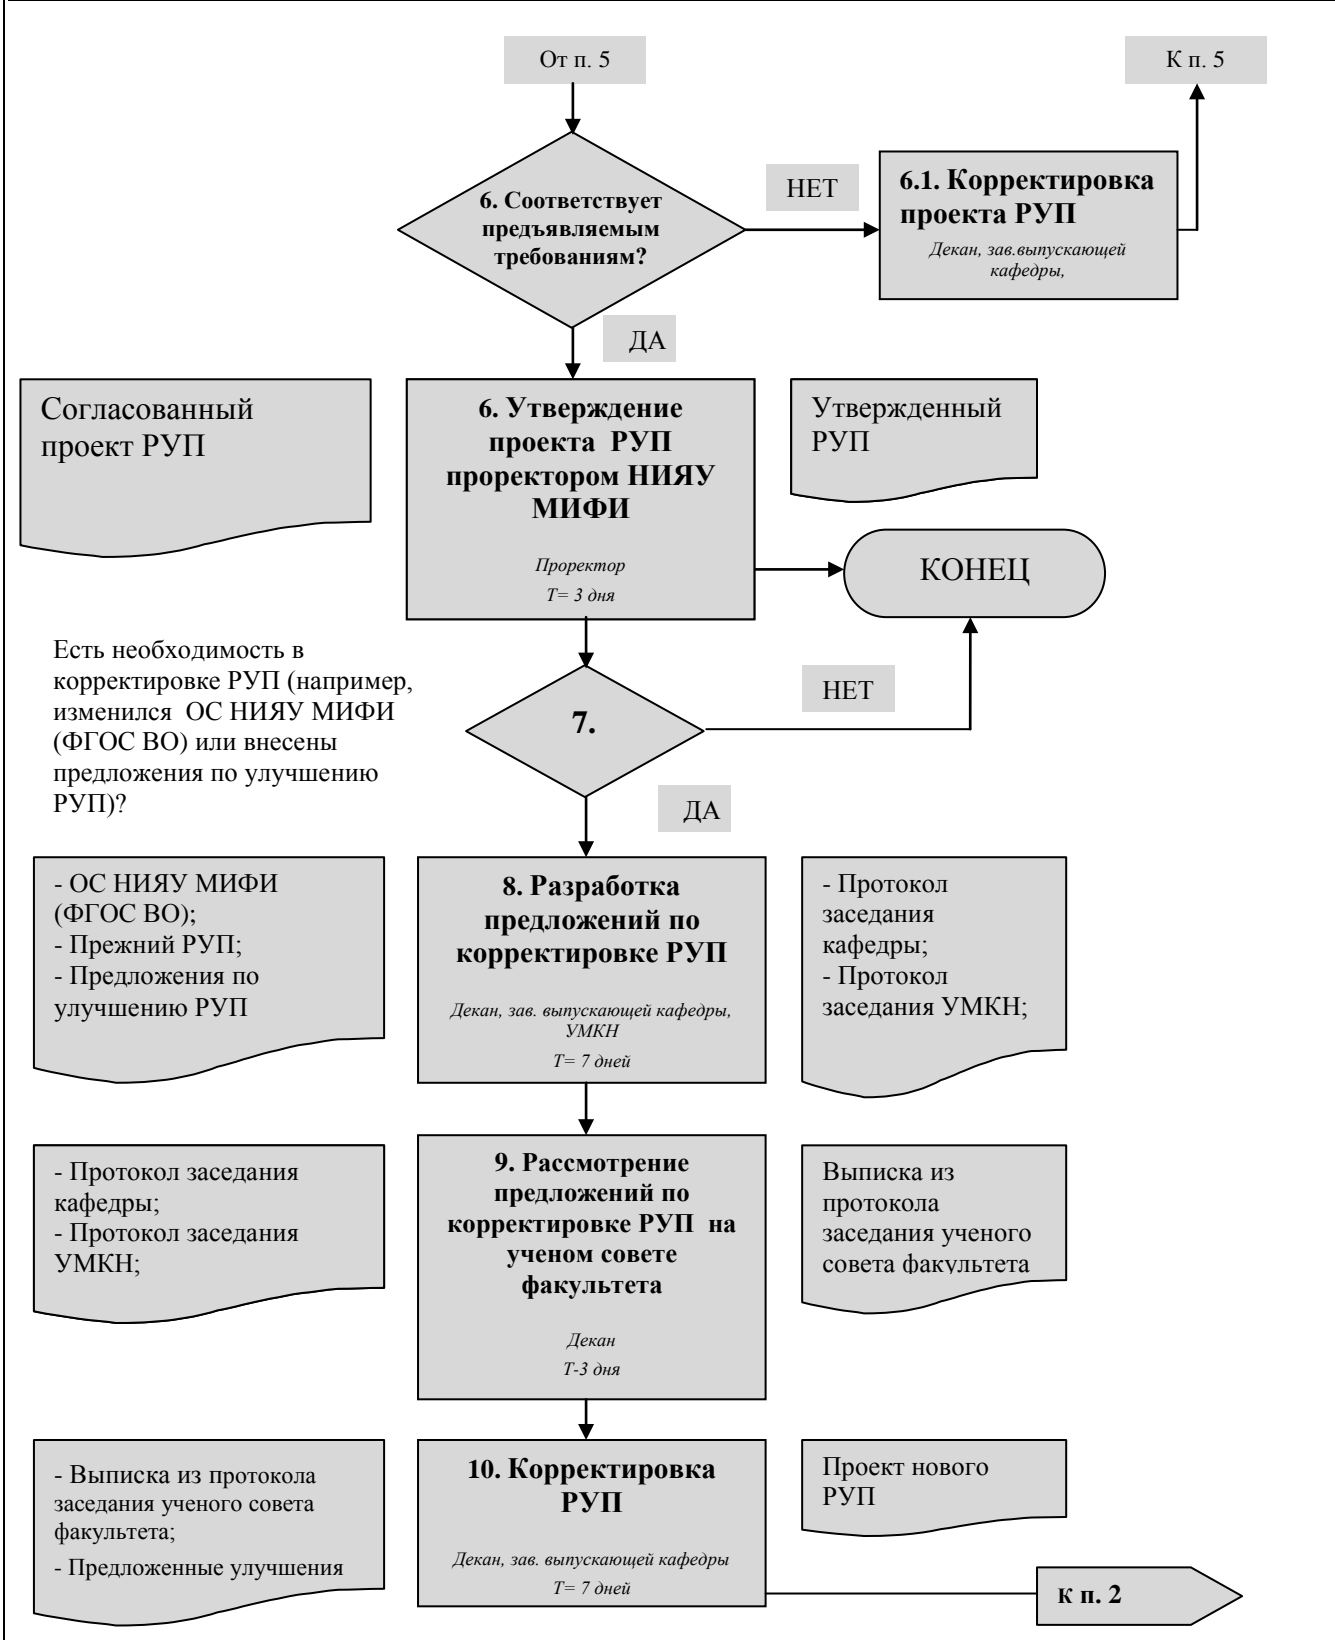 От п. 5
К п. 5
6. Соответствует
предъявляемым
требованиям?
НЕТ
6.1. Корректировка
проекта РУП
Декан, зав.выпускающей
кафедры,
ДА
Согласованный
проект РУП
6. Утверждение
проекта РУП
проректором НИЯУ
МИФИ
Проректор
Т= 3 дня
Утвержденный
РУП
КОНЕЦ
Есть необходимость в
корректировке РУП (например,
изменился ОС НИЯУ МИФИ
(ФГОС ВО) или внесены
предложения по улучшению
РУП)?
7.
НЕТ
ДА
- ОС НИЯУ МИФИ
(ФГОС ВО);
- Прежний РУП;
- Предложения по
улучшению РУП
8. Разработка
предложений по
корректировке РУП
Декан, зав. выпускающей кафедры,
УМКН
Т= 7 дней
- Протокол
заседания
кафедры;
- Протокол
заседания УМКН;
- Протокол заседания
кафедры;
- Протокол заседания
УМКН;
9. Рассмотрение
предложений по
корректировке РУП на
ученом совете
факультета
Декан
Т-3 дня
Выписка из
протокола
заседания ученого
совета факультета
- Выписка из протокола
заседания ученого совета
факультета;
- Предложенные улучшения
10. Корректировка
РУП
Декан, зав. выпускающей кафедры
Т= 7 дней
Проект нового
РУП
К п. 2